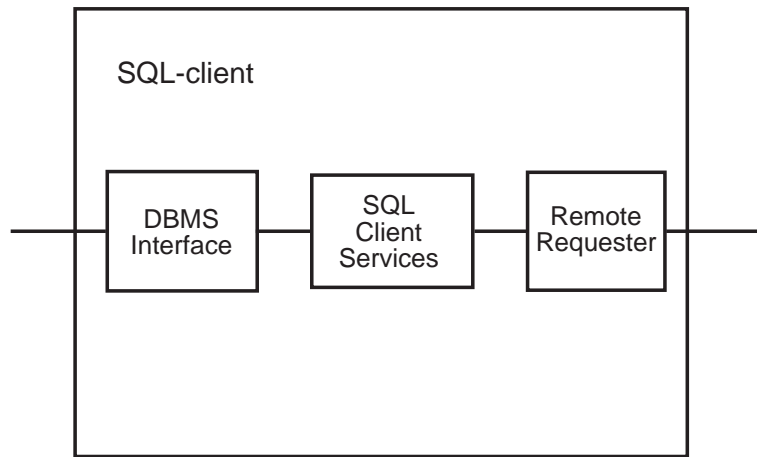 SQL-client
DBMS
Interface
SQL
Client
Services
Remote
Requester